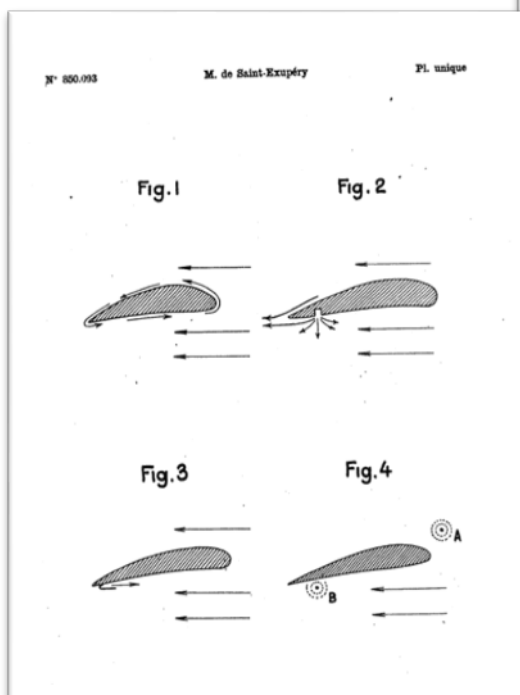 N° 850.093 M. de Saint-Exupéry Pl. unique
Fig.1 Fig.2
Fig.3 Fig.4
A
B